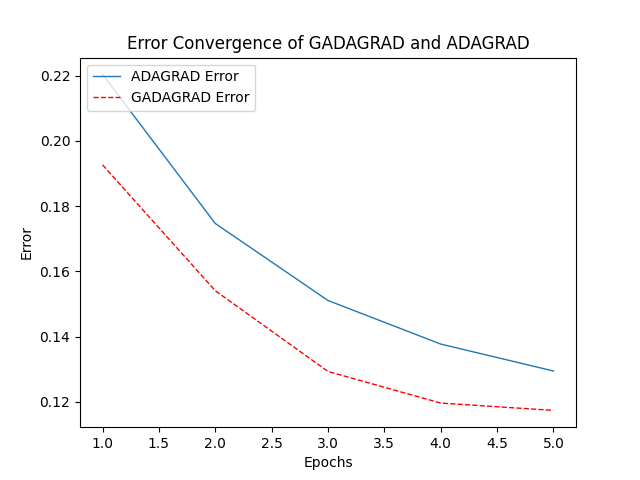 Error Convergence of GADAGRAD and ADAGRAD
ADAGRAD Error
GADAGRAD Error
0.22
0.20
0.18
0.16
0.14
0.12
Error
1.0 1.5 2.0 2.5 3.0 3.5 4.0 4.5 5.0
Epochs